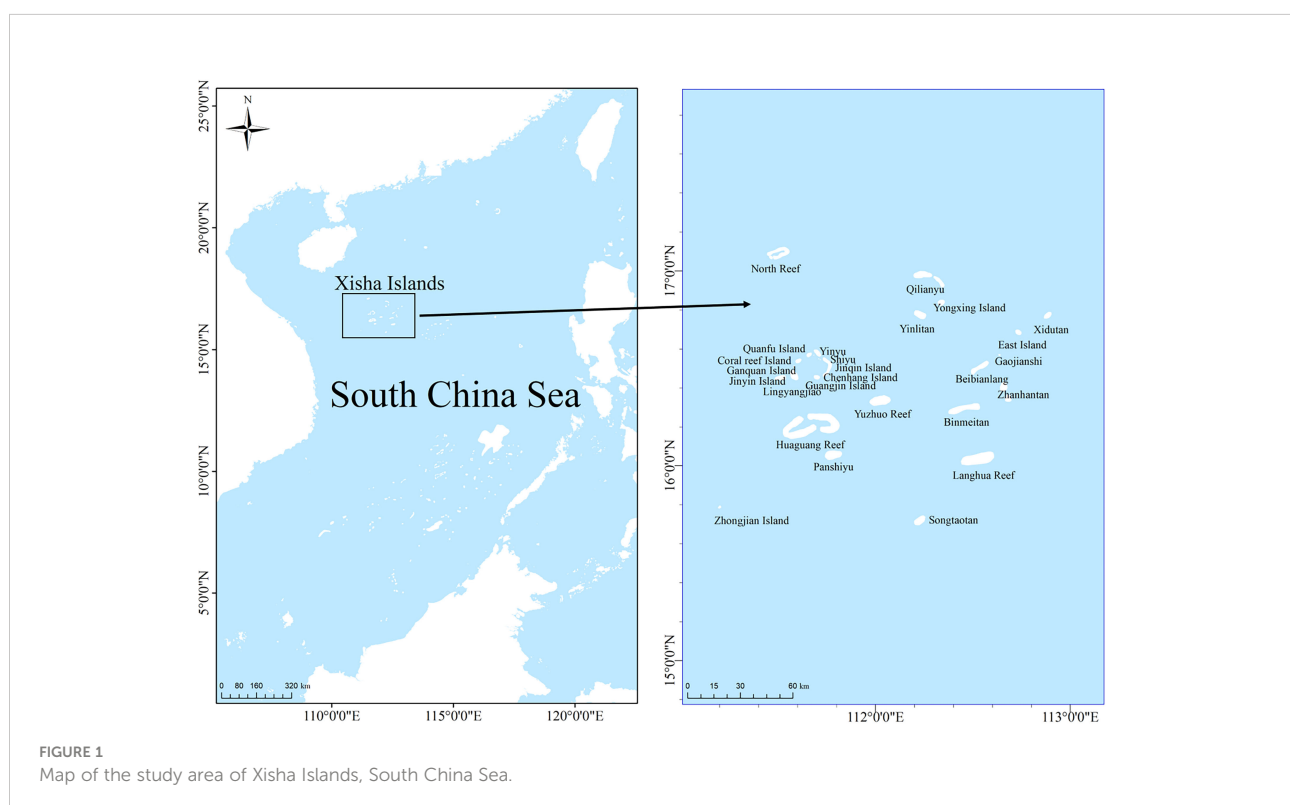 N
25°0'0"N
20°0'0"N
15°0'0"N
10°0'0"N
5°0'0"N
Xisha Islands
South China Sea
0 80 160 320 km
110°0'0"E 115°0'0"E 120°0'0"E
17°0'0"N
16°0'0"N
15°0'0"N
North Reef
Qilianyu
Yongxing Island
Yinlitan
Xidutan
East Island
Quanfu Island
Yinyu
Coral reef Island
Shiyu
Gaojianshi
Ganquan Island
Jinqin Island
Jinyin Island
Chenhang Island
Beibianlang
Guangjin Island
Lingyangjiao
Zhanhantan
Yuzhuo Reef
Binmeitan
Huaguang Reef
Panshiyu
Langhua Reef
Zhongjian Island
Songtaotan
0 15 30 60 km
112°0'0"E 113°0'0"E
FIGURE 1
Map of the study area of Xisha Islands, South China Sea.